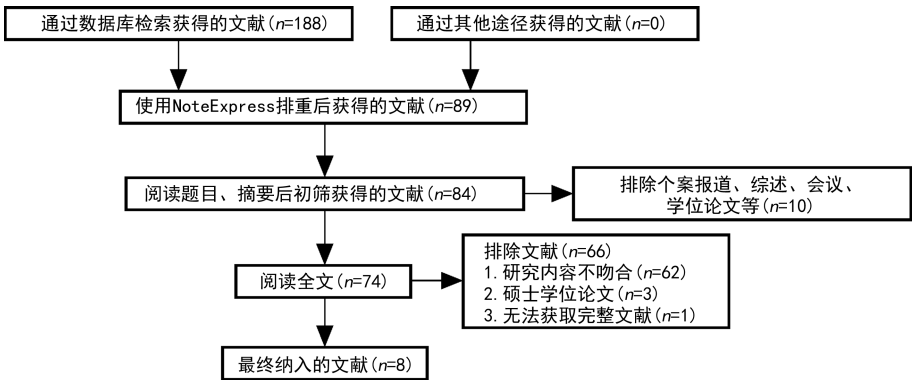 通过数据库检索获得的文献(n=188)
通过其他途径获得的文献(n=0)
使用NoteExpress排重后获得的文献(n=89)
阅读题目、摘要后初筛获得的文献(n=84)
排除个案报道、综述、会议、
学位论文等(n=10)
阅读全文(n=74)
排除文献(n=66)
1.研究内容不吻合(n=62)
2.硕士学位论文(n=3)
3.无法获取完整文献(n=1)
最终纳入的文献(n=8)